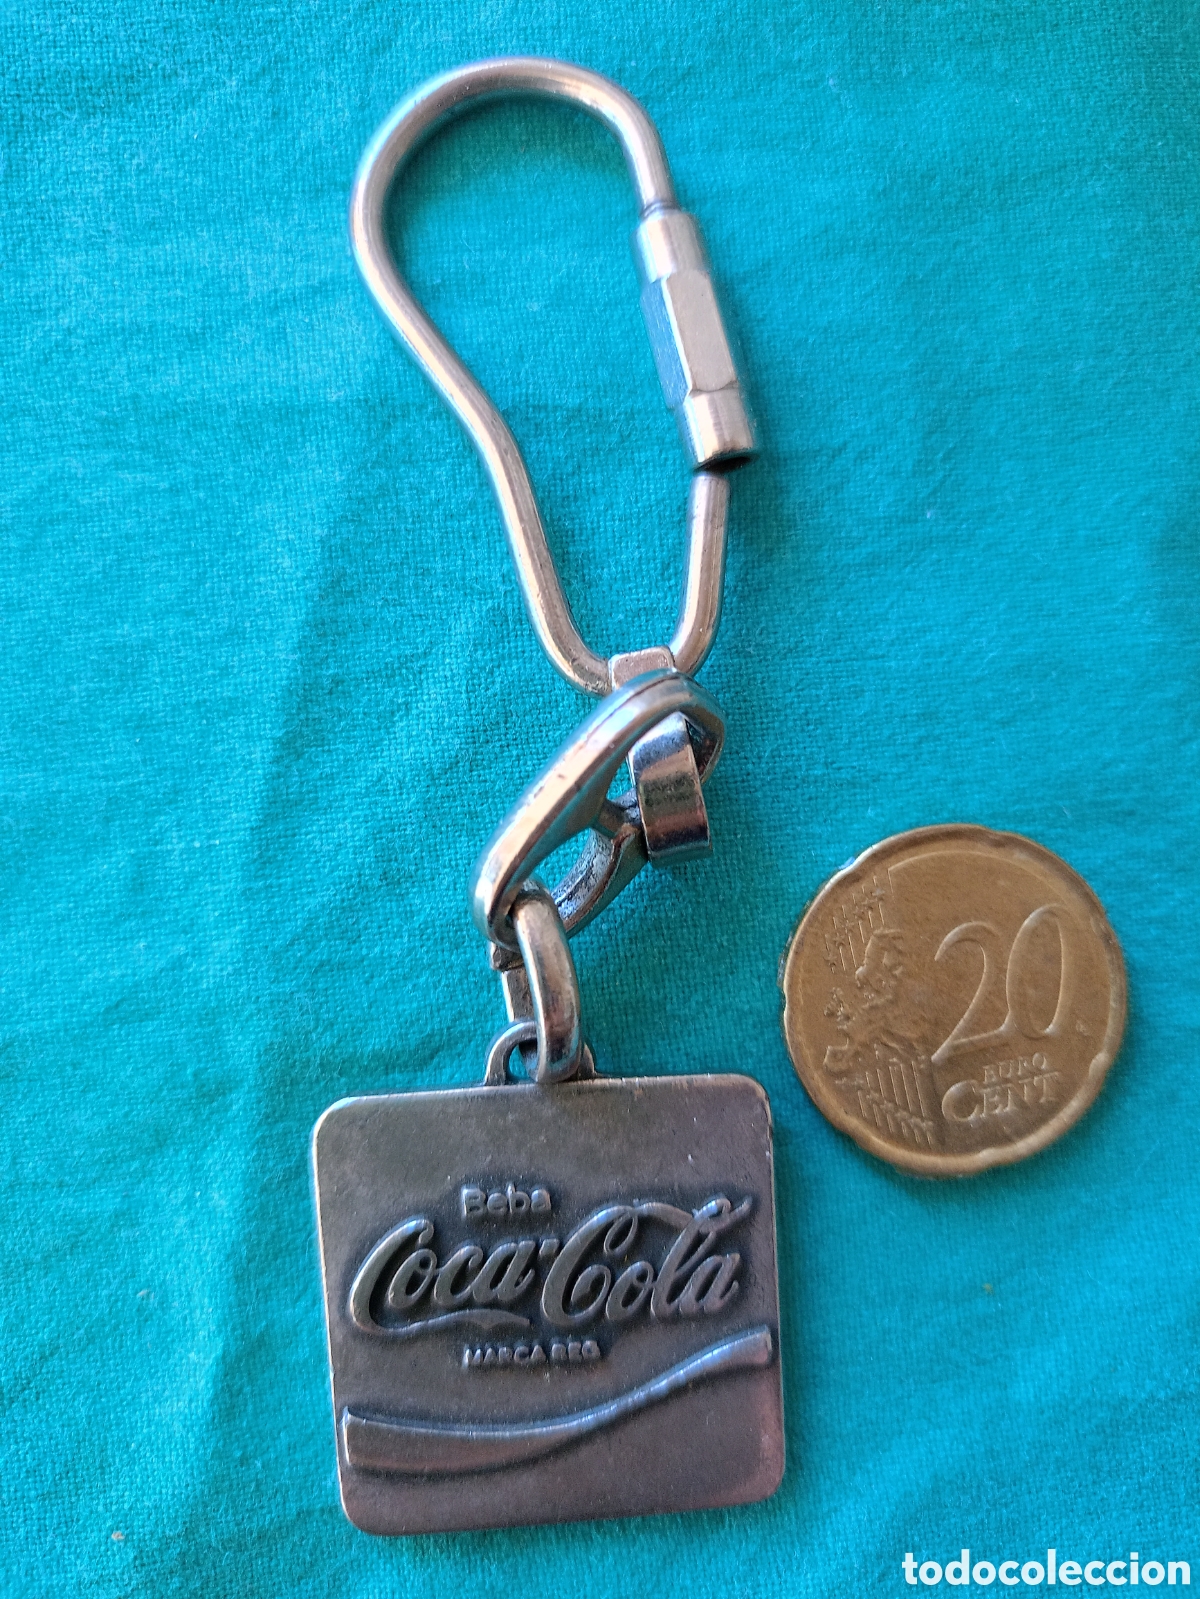 20
EURO
CENT
Beba
Coca-Cola
MARCA REG.
todocoleccion